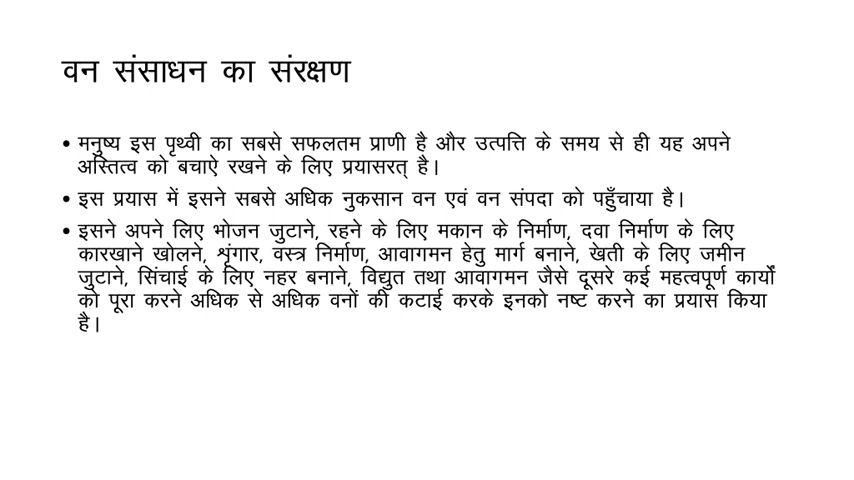 वन संसाधन का संरक्षण
• मनुष्य इस पृथ्वी का सबसे सफलतम प्राणी है और उत्पत्ति के समय से ही यह अपने
अस्तित्व को बचाऐ रखने के लिए प्रयासरत् है।
• इस प्रयास में इसने सबसे अधिक नुकसान वन एवं वन संपदा को पहुँचाया है।
• इसने अपने लिए भोजन जुटाने, रहने के लिए मकान के निर्माण, दवा निर्माण के लिए
कारखाने खोलने, शृंगार, वस्त्र निर्माण, आवागमन हेतु मार्ग बनाने, खेती के लिए जमीन
जुटाने, सिंचाई के लिए नहर बनाने, विद्युत तथा आवागमन जैसे दूसरे कई महत्वपूर्ण कार्यों
को पूरा करने अधिक से अधिक वनों की कटाई करके इनको नष्ट करने का प्रयास किया
है।